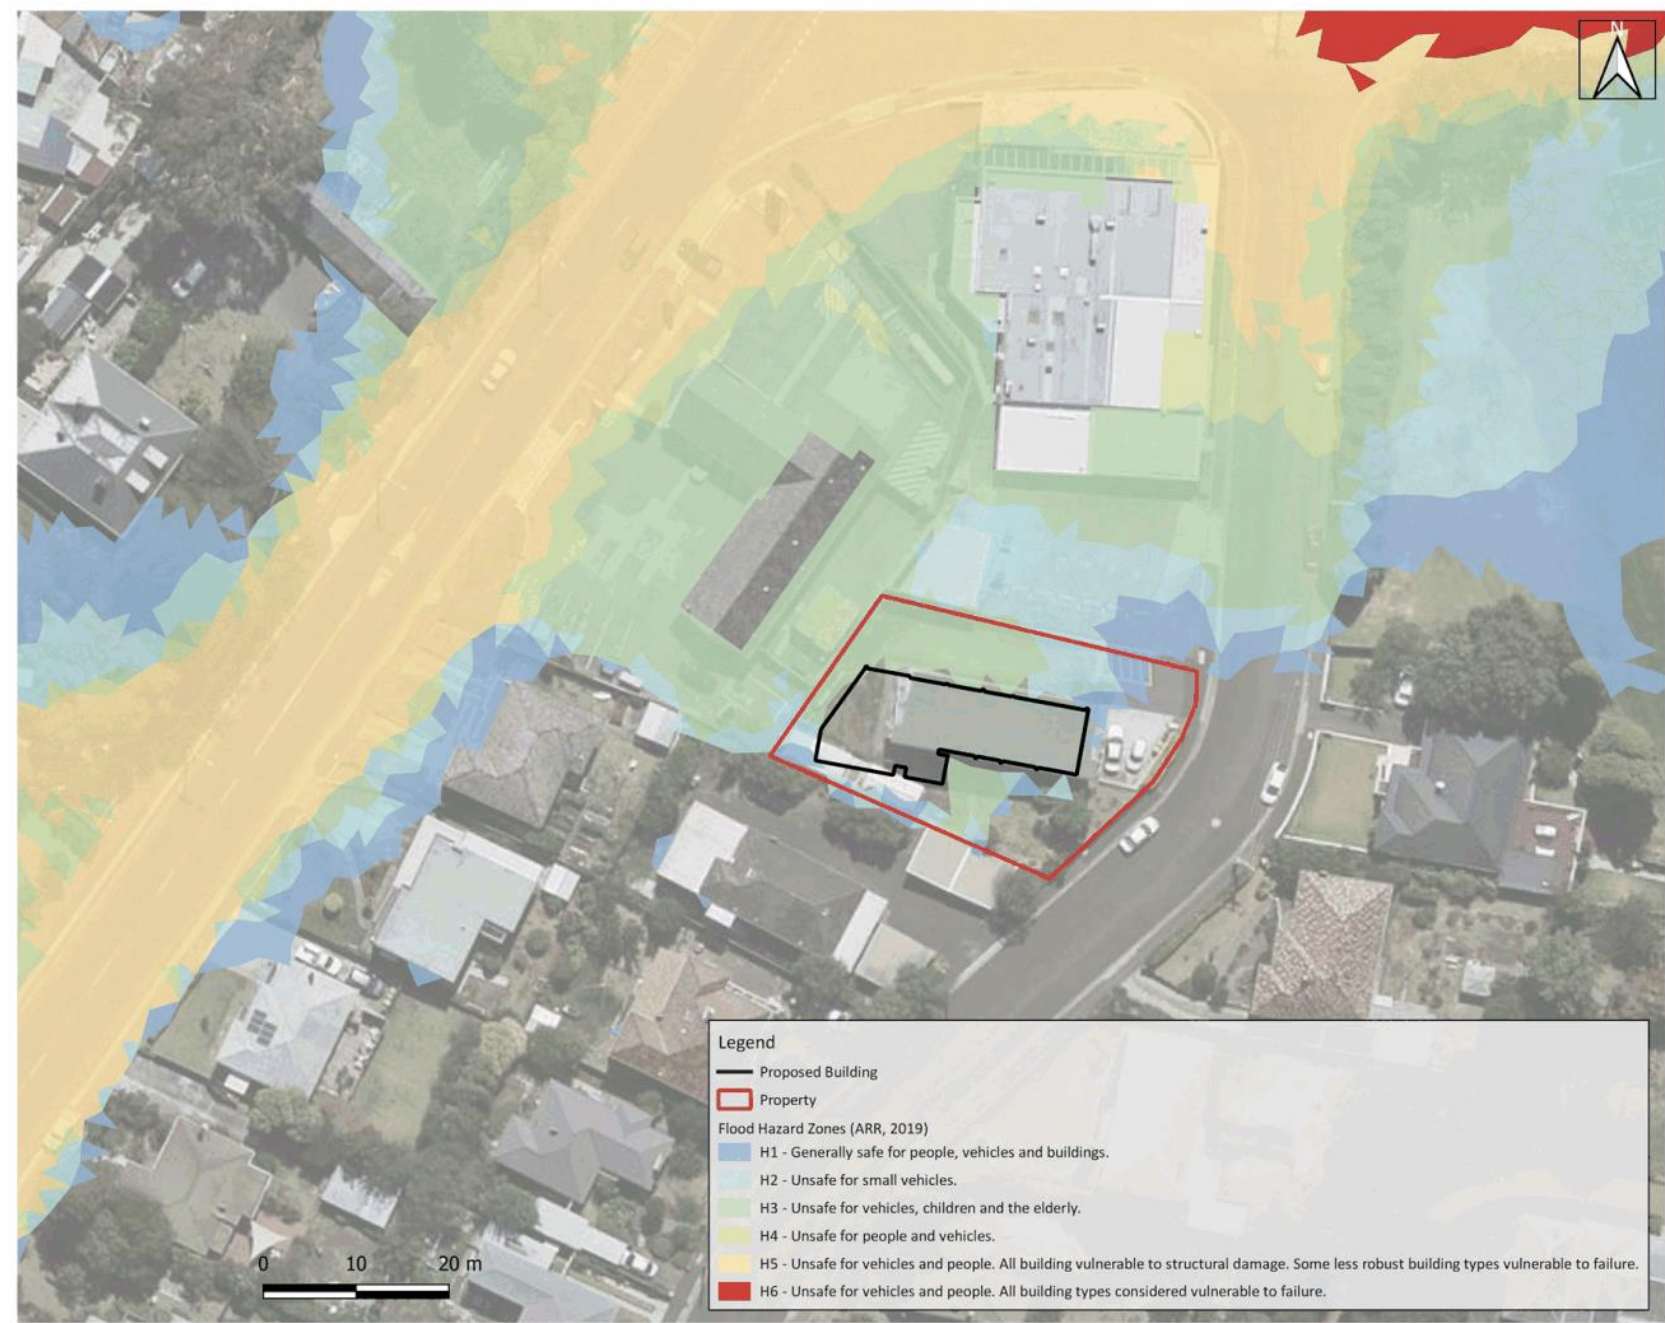 N
Legend
Proposed Building
Property
Flood Hazard Zones (ARR, 2019)
H1 - Generally safe for people, vehicles and buildings.
H2 - Unsafe for small vehicles.
H3 - Unsafe for vehicles, children and the elderly.
H4 - Unsafe for people and vehicles.
H5 - Unsafe for vehicles and people. All building vulnerable to structural damage. Some less robust building types vulnerable to failure.
H6 - Unsafe for vehicles and people. All building types considered vulnerable to failure.
0 10 20 m